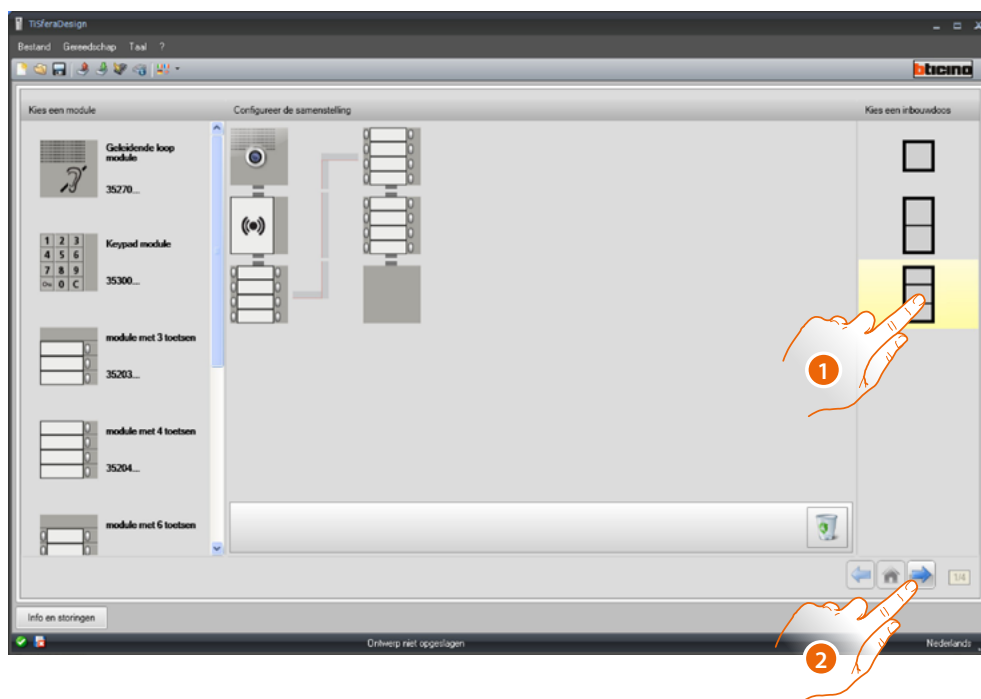 TiSferaDesign
Bestand Gereedschap Taal ?
bticino
Kies een module
Configureer de samenstelling
Kies een inbouwdoos
Geleidende loop
module
35270...
1 2 3
4 5 6
7 8 9
0 C
Keypad module
35300...
module met 3 toetsen
35203...
module met 4 toetsen
35204...
module met 6 toetsen
1
1/4
Info en storingen
Ontwerp niet opgeslagen
2
Nederlands